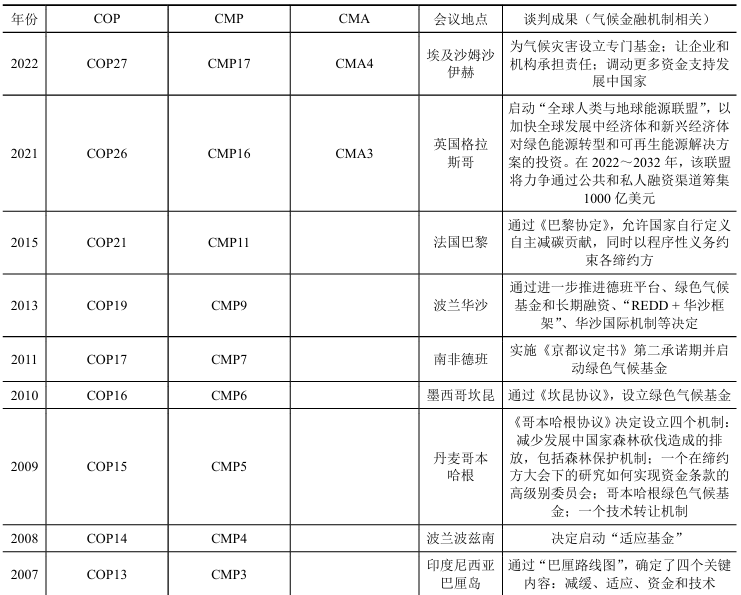 年份 COP CMP CMA 会议地点 谈判成果（气候金融机制相关）
2022 COP27 CMP17 CMA4
埃及沙姆沙
伊赫
为气候灾害设立专门基金；让企业和
机构承担责任；调动更多资金支持发
展中国家
2021 COP26 CMP16 CMA3
英国格拉
斯哥
启动“全球人类与地球能源联盟”，以
加快全球发展中经济体和新兴经济体
对绿色能源转型和可再生能源解决方
案的投资。在 2022～2032 年，该联盟
将力争通过公共和私人融资渠道筹集
1000 亿美元
2015 COP21 CMP11 法国巴黎
通过《巴黎协定》，允许国家自行定义
自主减碳贡献，同时以程序性义务约
束各缔约方
2013 COP19 CMP9 波兰华沙
通过进一步推进德班平台、绿色气候
基金和长期融资、“REDD + 华沙框
架”、华沙国际机制等决定
2011 COP17 CMP7 南非德班
实施《京都议定书》第二承诺期并启
动绿色气候基金
2010 COP16 CMP6 墨西哥坎昆 通过《坎昆协议》，设立绿色气候基金
2009 COP15 CMP5
丹麦哥本
哈根
《哥本哈根协议》决定设立四个机制：
减少发展中国家森林砍伐造成的排
放，包括森林保护机制；一个在缔约
方大会下的研究如何实现资金条款的
高级别委员会；哥本哈根绿色气候基
金；一个技术转让机制
2008 COP14 CMP4 波兰波兹南 决定启动“适应基金”
2007 COP13 CMP3
印度尼西亚
巴厘岛
通过“巴厘路线图”，确定了四个关键
内容：减缓、适应、资金和技术